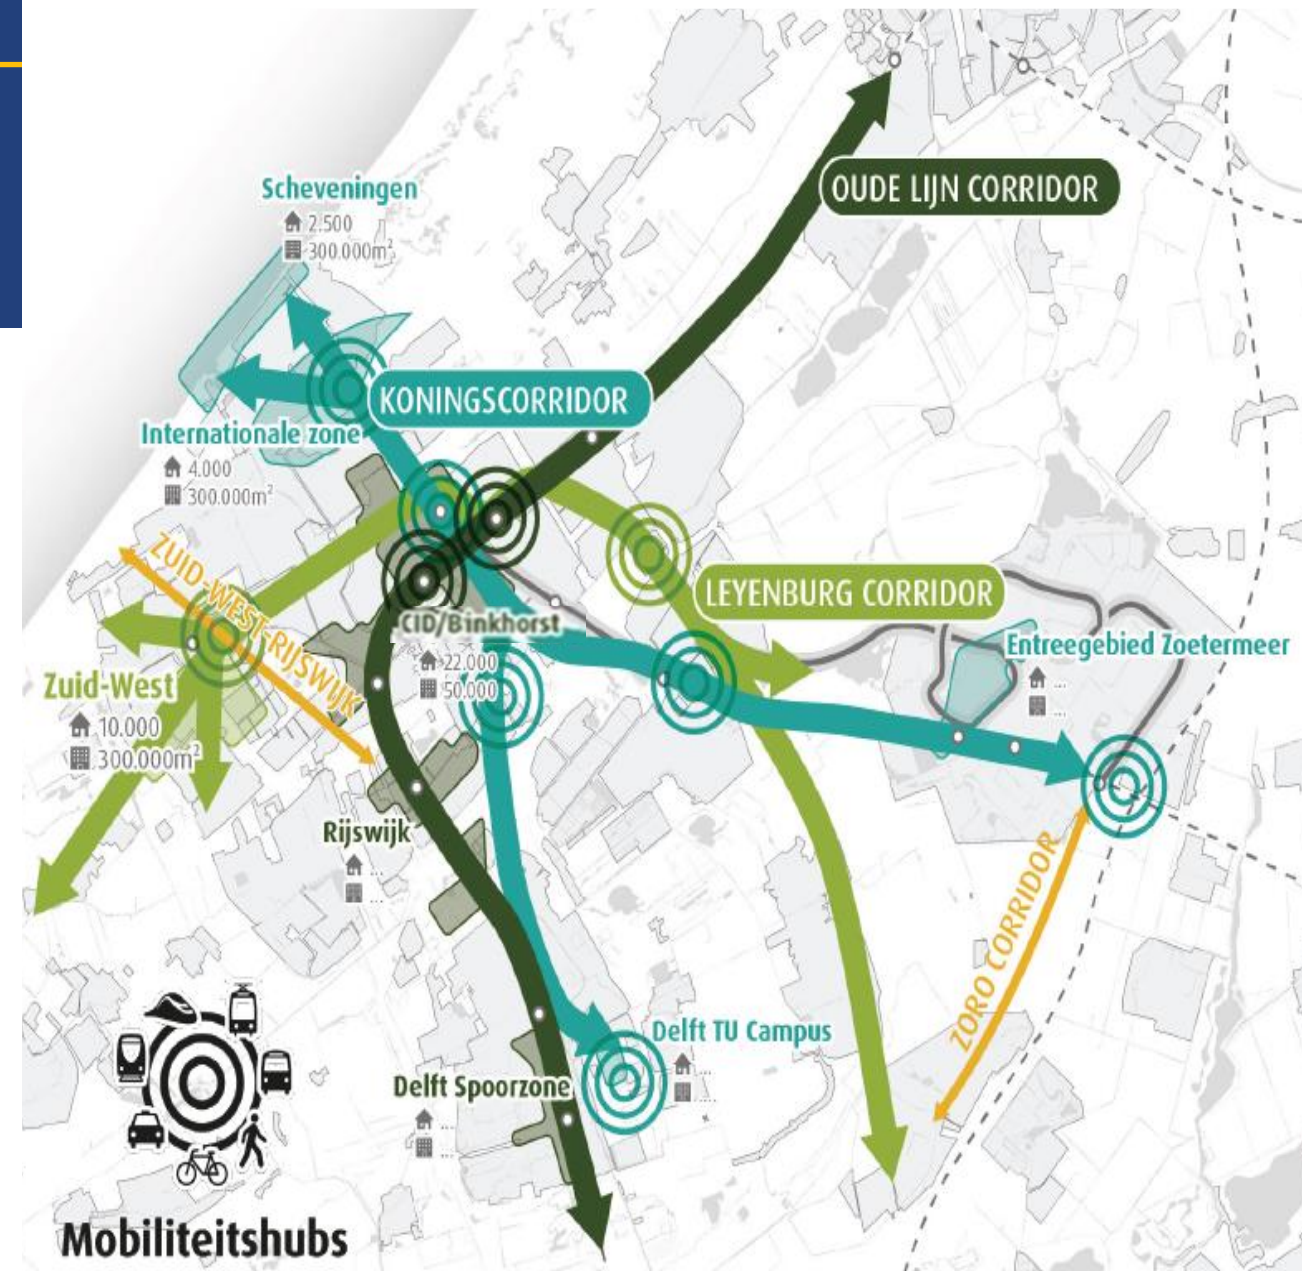 OUDE LIJN CORRIDOR
Scheveningen
2.500
300.000m²
KONINGSCORRIDOR
Internationale zone
4.000
300.000m²
ZUID-WEST-RIJSWIJK
LEYENBURG CORRIDOR
CID/Binkhorst
22.000
50.000
Entreegebied Zoetermeer
...
...
Zuid-West
10.000
300.000m²
Rijswijk
...
...
ZORO CORRIDOR
Delft TU Campus
...
...
Delft Spoorzone
...
...
Mobiliteitshubs